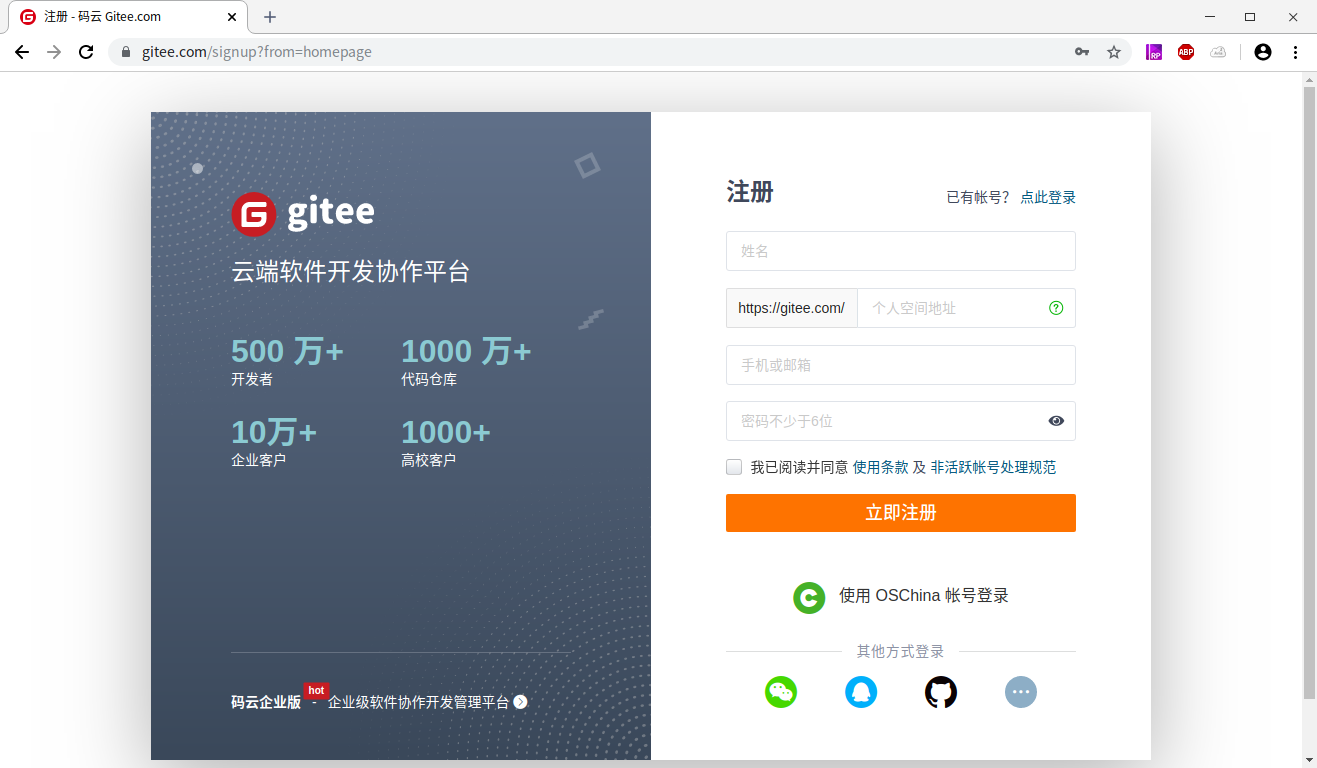 注册 - 码云 Gitee.com
gitee.com/signup?from=homepage
RP
ABP
gitee
云端软件开发协作平台
500 万+
1000 万+
开发者
代码仓库
10万+
1000+
企业客户
高校客户
码云企业版 hot - 企业级软件协作开发管理平台
注册
已有帐号? 点此登录
姓名
https://gitee.com/ 个人空间地址
手机或邮箱
密码不少于6位
我已阅读并同意 使用条款 及 非活跃帐号处理规范
立即注册
使用 OSChina 帐号登录
其他方式登录